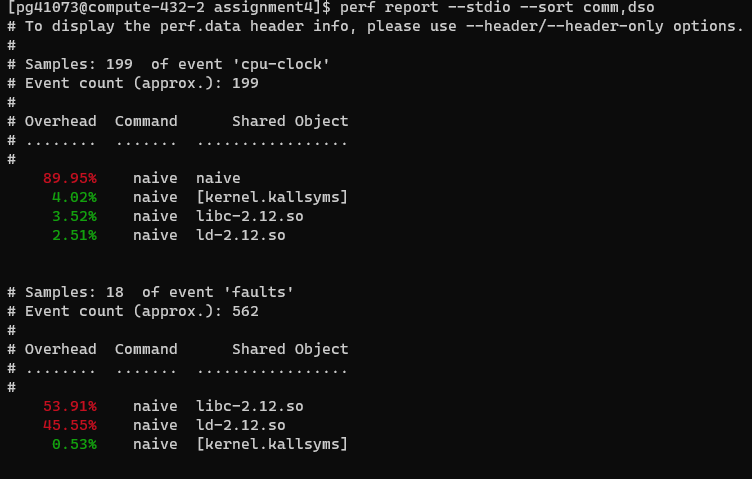 [pg41073@compute-432-2 assignment4]$ perf report --stdio --sort comm,dso
# To display the perf.data header info, please use --header/--header-only options.
#
# Samples: 199  of event 'cpu-clock'
# Event count (approx.): 199
#
# Overhead  Command      Shared Object
# ........  .......  .................
#
    89.95%    naive  naive
     4.02%    naive  [kernel.kallsyms]
     3.52%    naive  libc-2.12.so
     2.51%    naive  ld-2.12.so
# Samples: 18  of event 'faults'
# Event count (approx.): 562
#
# Overhead  Command      Shared Object
# ........  .......  .................
#
    53.91%    naive  libc-2.12.so
    45.55%    naive  ld-2.12.so
     0.53%    naive  [kernel.kallsyms]